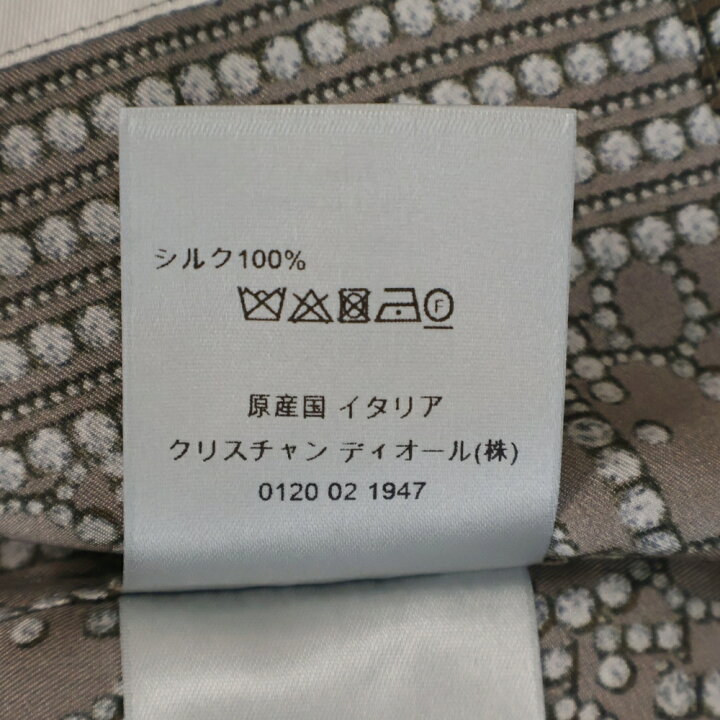 シルク100%
F
原産国 イタリア
クリスチャン ディオール(株)
0120 02 1947